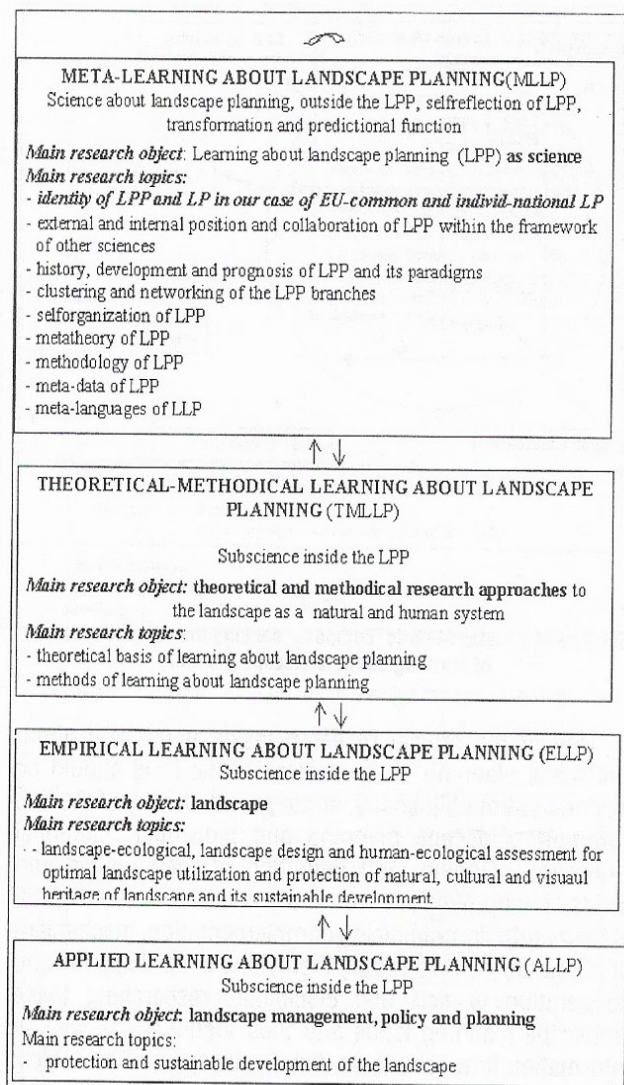 META-LEARNING ABOUT LANDSCAPE PLANNING(MLLP)
Science about landscape planning, outside the LPP, selfreflection of LPP,
transformation and predictional function
Main research object: Learning about landscape planning (LPP) as science
Main research topics:
- identity of LPP and LP in our case of EU-common and individ-national LP
- external and internal position and collaboration of LPP within the framework
of other sciences
- history, development and prognosis of LPP and its paradigms
- clustering and networking of the LPP branches
- selforganization of LPP
- metatheory of LPP
- methodology of LPP
- meta-data of LPP
- meta-languages of LLP
THEORETICAL-METHODICAL LEARNING ABOUT LANDSCAPE
PLANNING (TMLLP)
Subscience inside the LPP
Main research object: theoretical and methodical research approaches to
the landscape as a natural and human system
Main research topics:
- theoretical basis of learning about landscape planning
- methods of learning about landscape planning
EMPIRICAL LEARNING ABOUT LANDSCAPE PLANNING (ELLP)
Subscience inside the LPP
Main research object: landscape
Main research topics:
- landscape-ecological, landscape design and human-ecological assessment for
optimal landscape utilization and protection of natural, cultural and visuaul
heritage of landscape and its sustainable development
APPLIED LEARNING ABOUT LANDSCAPE PLANNING (ALLP)
Subscience inside the LPP
Main research object: landscape management, policy and planning
Main research topics:
- protection and sustainable development of the landscape